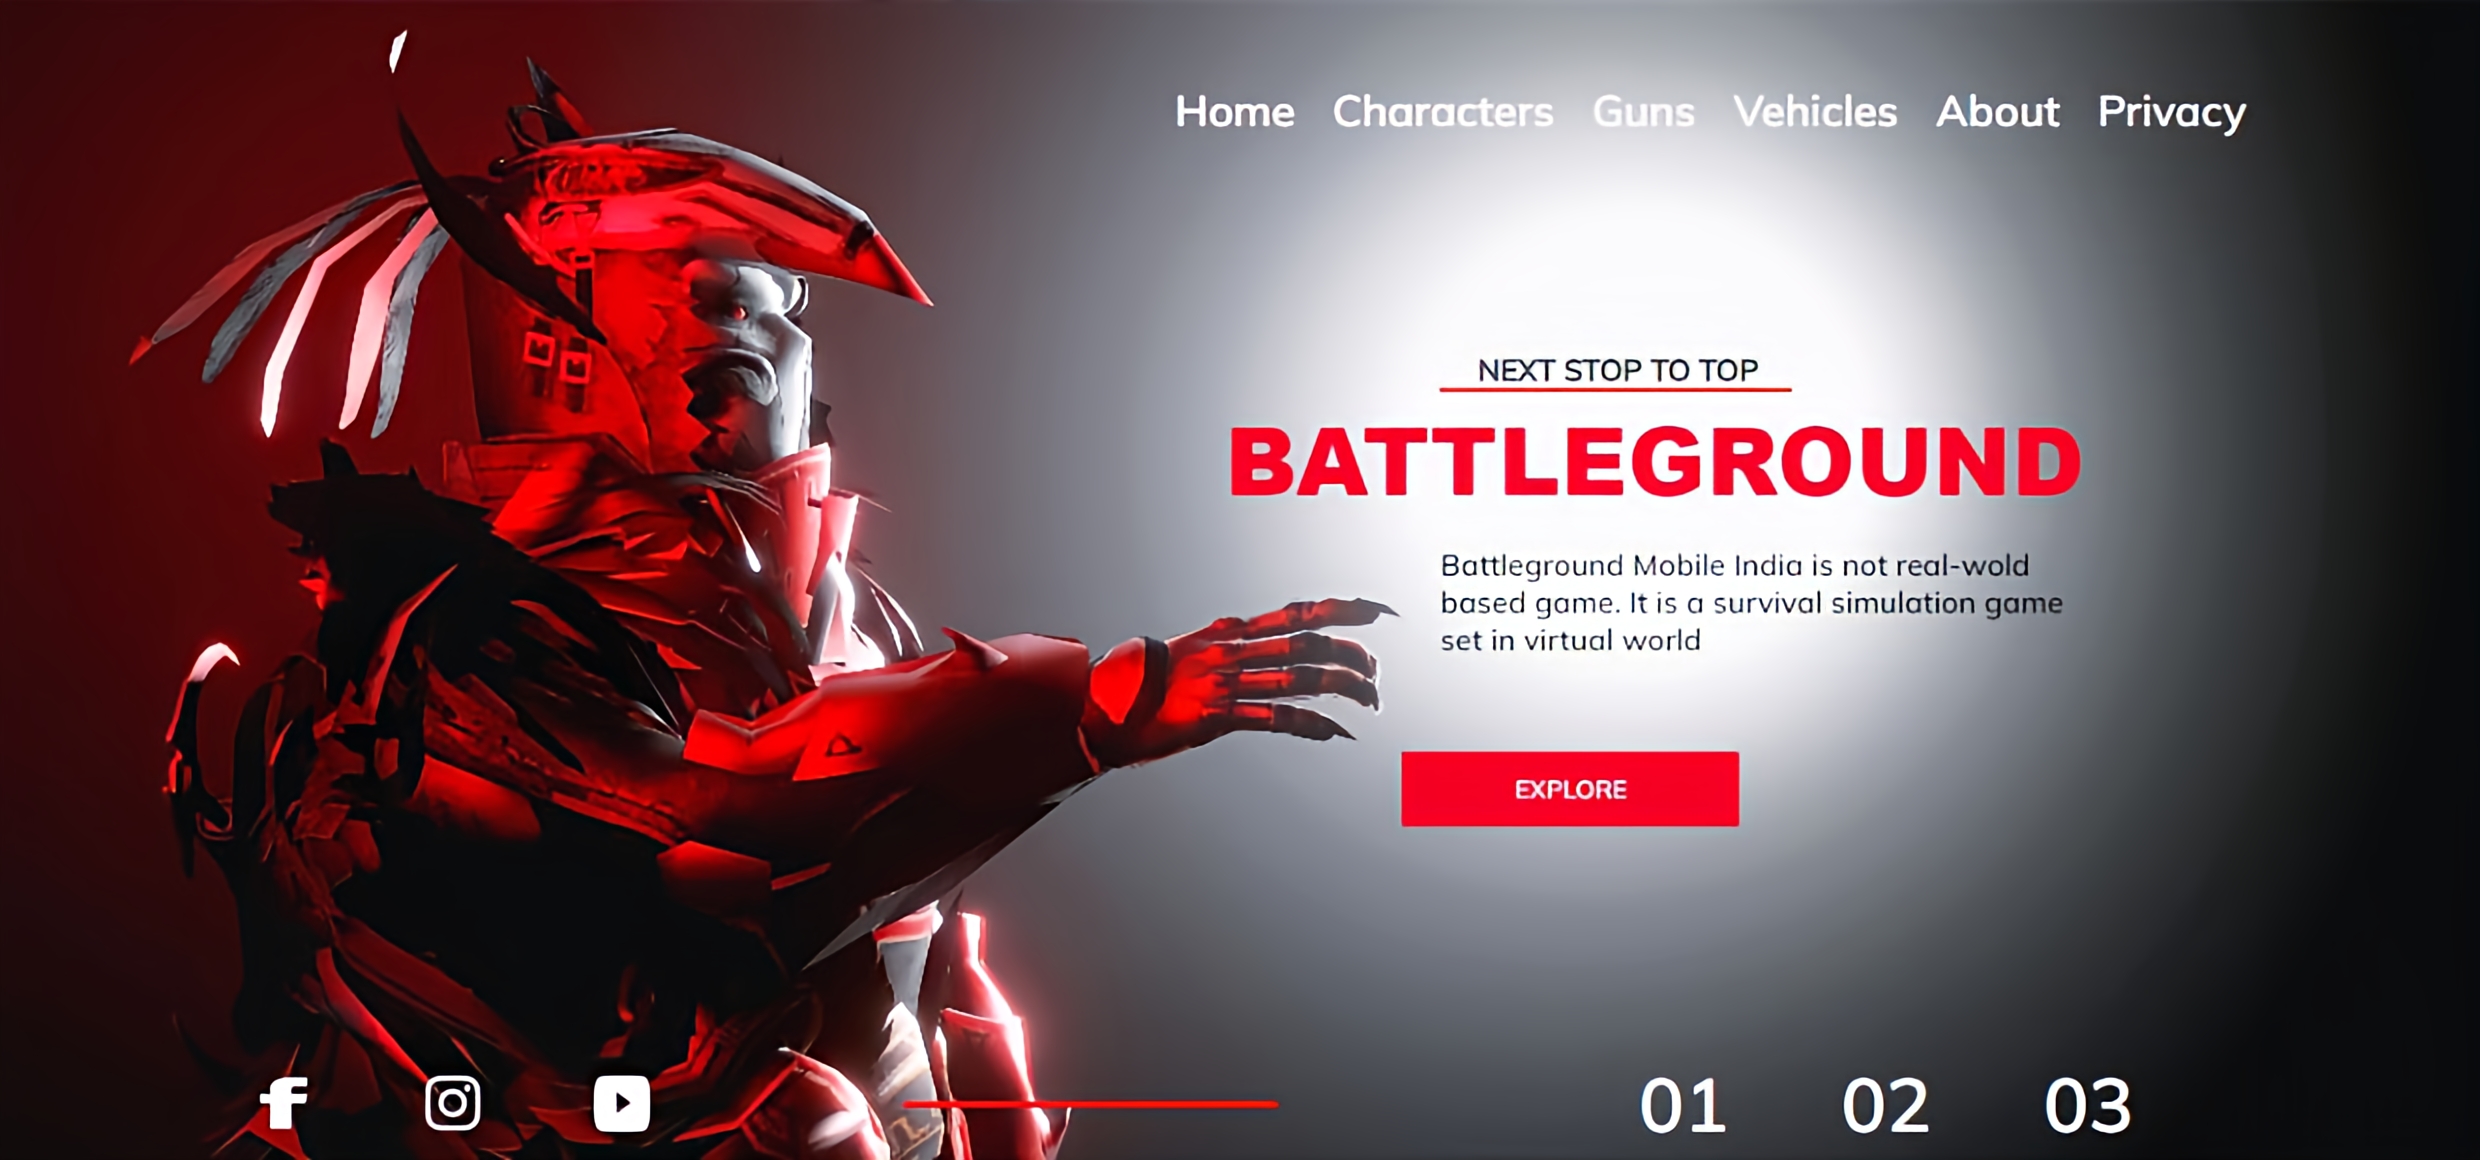 Home Characters Guns Vehicles About Privacy
NEXT STOP TO TOP
BATTLEGROUND
Battleground Mobile India is not real-wold
based game. It is a survival simulation game
set in virtual world
EXPLORE
01 02 03